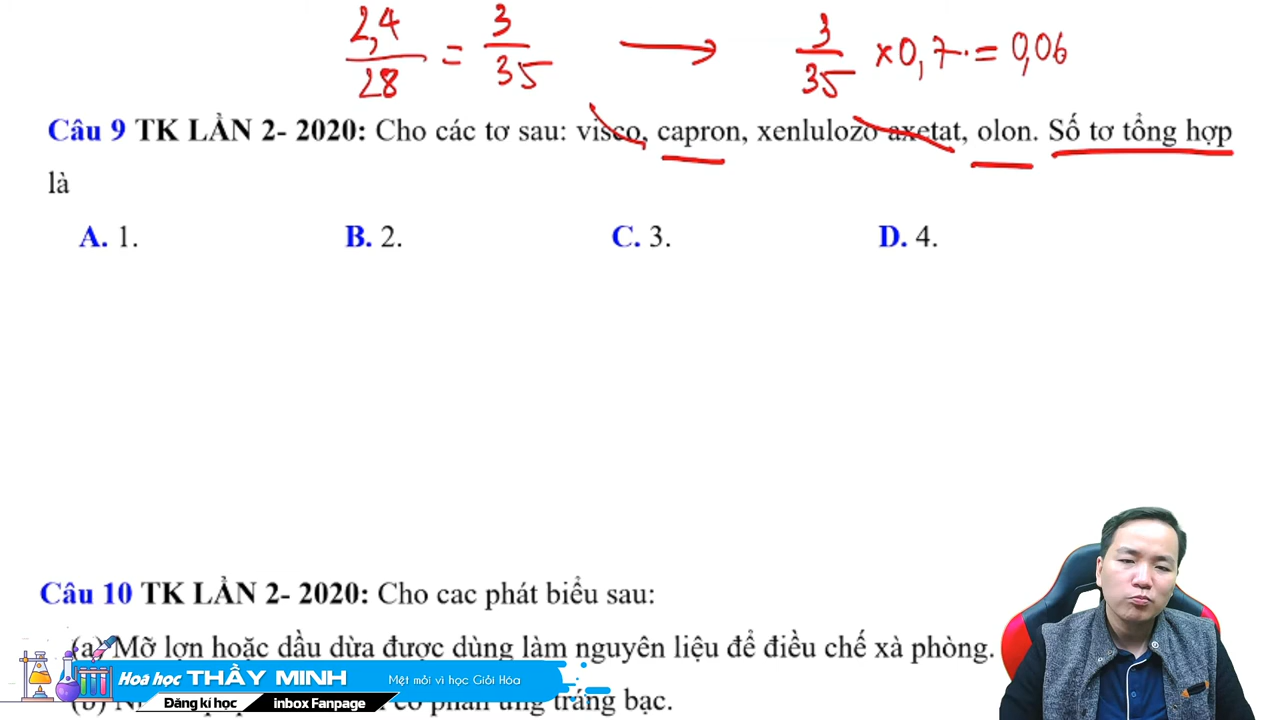 2,4/28 = 3/35 → 3/35 ×0,7 = 0,06
Câu 9 TK LẦN 2- 2020: Cho các tơ sau: visco, capron, xenlulozo axetat, olon. Số tơ tổng hợp
là
A. 1. B. 2. C. 3. D. 4.
Câu 10 TK LẦN 2- 2020: Cho cac phát biểu sau:
(a) Mỡ lợn hoặc dầu dừa được dùng làm nguyên liệu để điều chế xà phòng.
(b) tráng bạc.
Hoá học THẦY MINH Mệt mỏi vì học Giỏi Hóa
Đăng kí học inbox Fanpage